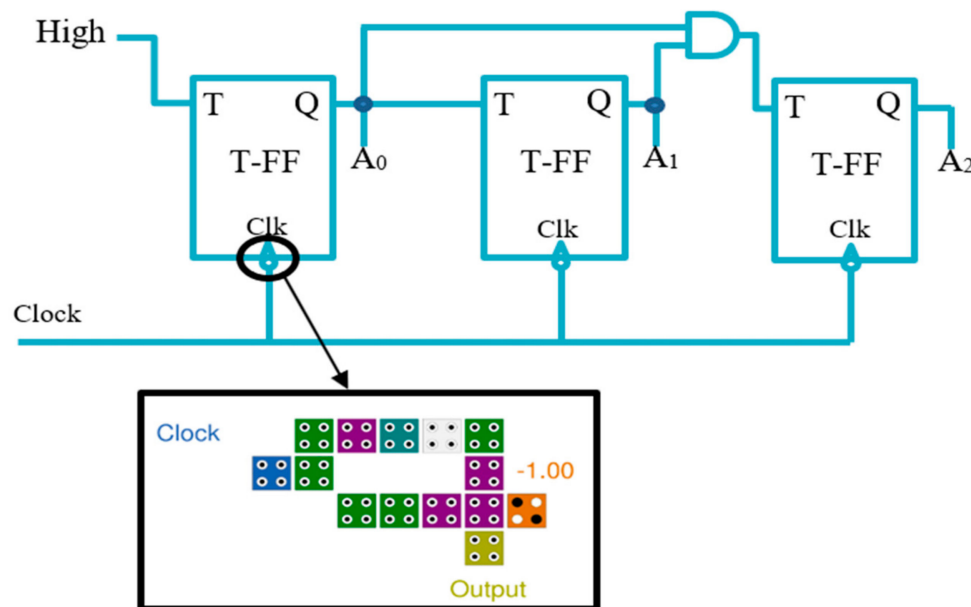 High
T Q
T-FF
Clk
A0
T Q
T-FF
Clk
A1
T Q
T-FF
Clk
A2
Clock
Clock
-1.00
Output